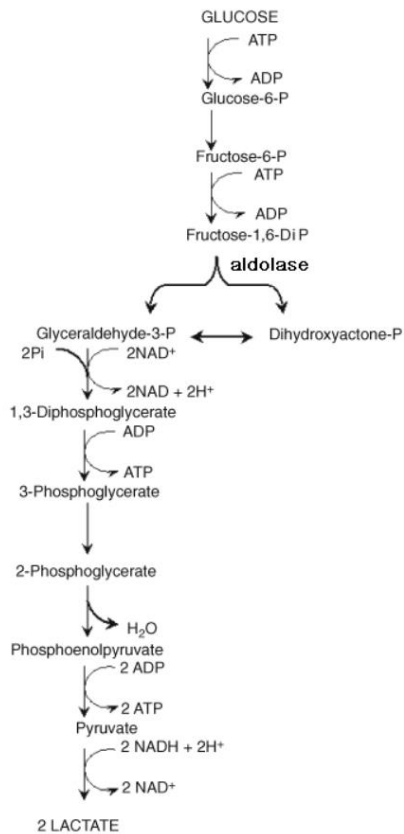 GLUCOSE
ATP
ADP
Glucose-6-P
Fructose-6-P
ATP
ADP
Fructose-1,6-Di P
aldolase
Glyceraldehyde-3-P
Dihydroxyactone-P
2Pi
2NAD⁺
2NAD + 2H⁺
1,3-Diphosphoglycerate
ADP
ATP
3-Phosphoglycerate
2-Phosphoglycerate
H₂O
Phosphoenolpyruvate
2 ADP
2 ATP
Pyruvate
2 NADH + 2H⁺
2 NAD⁺
2 LACTATE